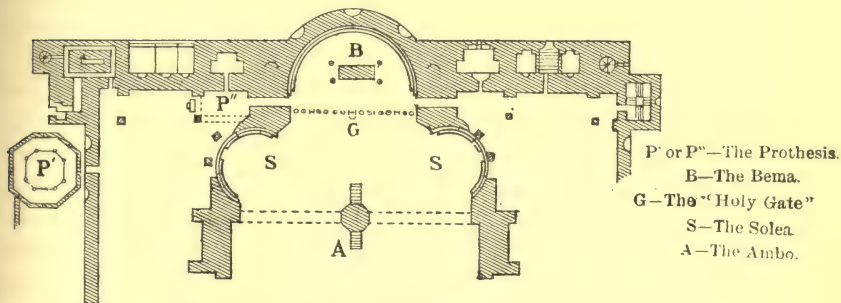 B
P"
G
P'
S S
A
P' or P"—The Prothesis.
B—The Bema.
G—The "Holy Gate"
S—The Solea
A—The Ambo.